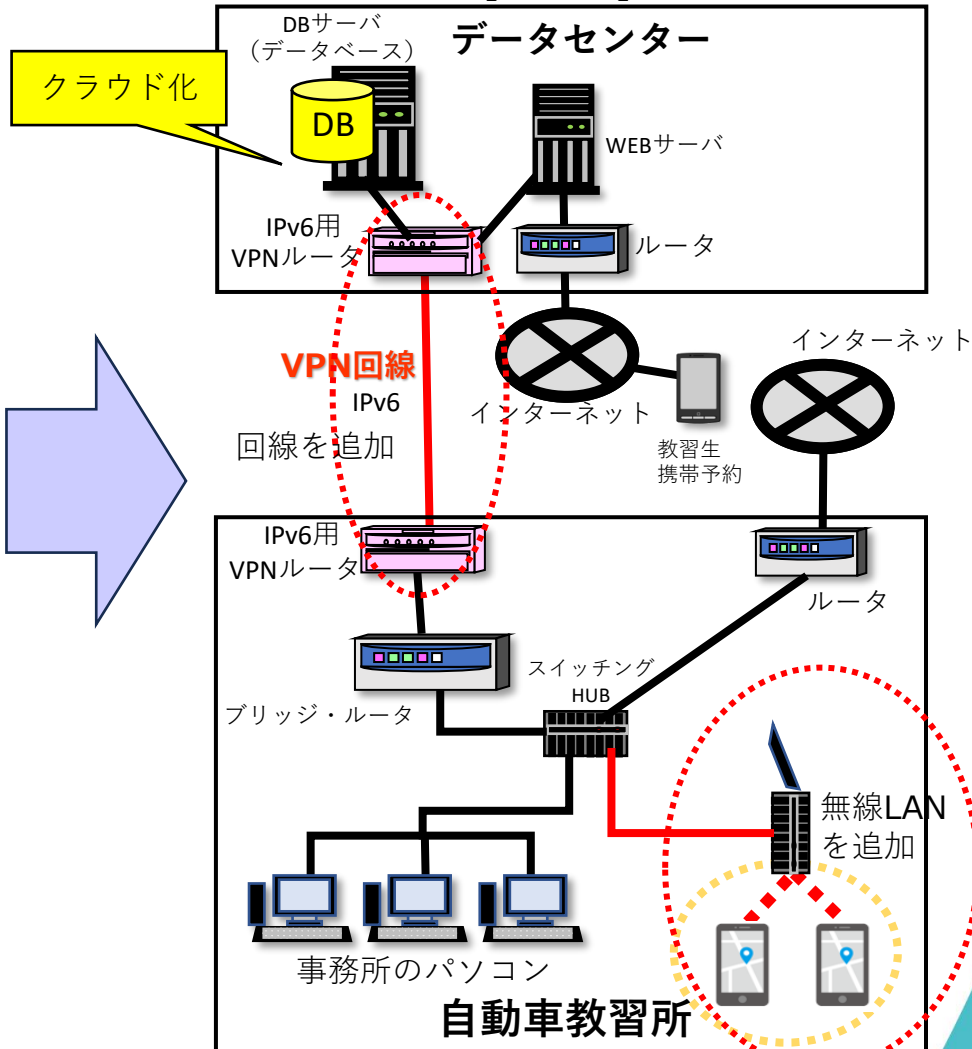 DBサーバ
（データベース）
データセンター
クラウド化
DB
WEBサーバ
IPv6用
VPNルータ
ルータ
インターネット
VPN回線
IPv6
インターネット
回線を追加
教習生
携帯予約
IPv6用
VPNルータ
ルータ
スイッチング
HUB
ブリッジ・ルータ
無線LAN
を追加
事務所のパソコン
自動車教習所